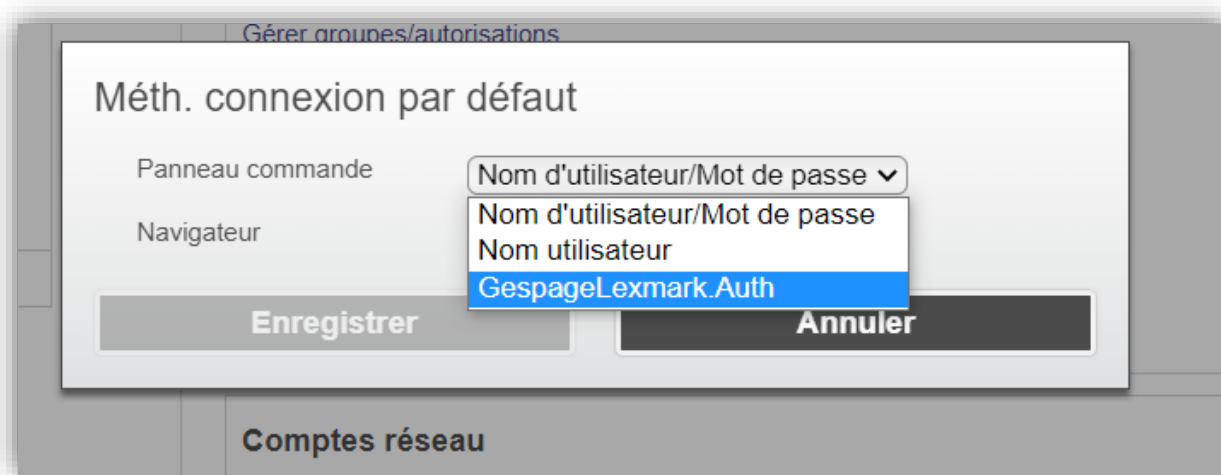 Gérer groupes/autorisations
Méth. connexion par défaut
Panneau commande
Nom d'utilisateur/Mot de passe
Nom d'utilisateur/Mot de passe
Navigateur
Nom utilisateur
GespageLexmark.Auth
Enregistrer
Annuler
Comptes réseau